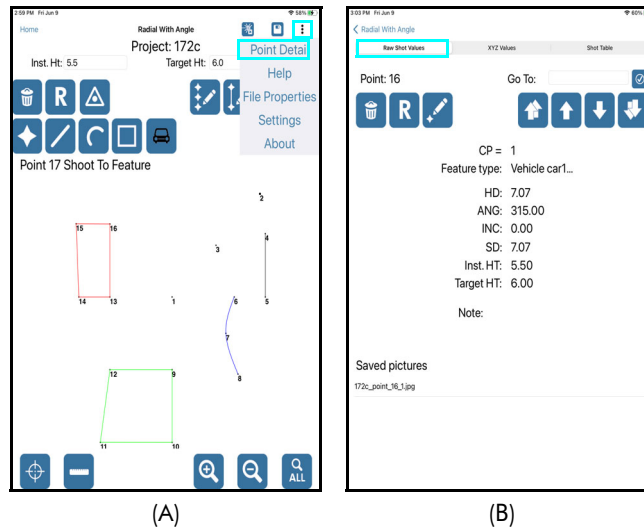 2:59 PM Fri Jun 9
58%
Home
Radial With Angle
Project: 172c
Inst. Ht: 5.5
Target Ht: 6.0
Point Detai
Help
File Properties
Settings
About
R
Point 17 Shoot To Feature
2
15
16
4
3
14
13
1
6
5
7
12
9
8
11
10
ALL
(A)
3:03 PM Fri Jun 9
60%
Radial With Angle
Raw Shot Values
XYZ Values
Shot Table
Point: 16
Go To:
R
CP = 1
Feature type: Vehicle car1...
HD: 7.07
ANG: 315.00
INC: 0.00
SD: 7.07
Inst. HT: 5.50
Target HT: 6.00
Note:
Saved pictures
172c_point_16_1.jpg
(B)